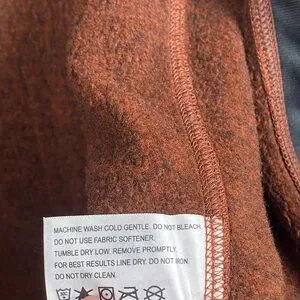 MACHINE WASH COLD GENTLE. DO NOT BLEACH.
DO NOT USE FABRIC SOFTENER.
TUMBLE DRY LOW. REMOVE PROMPTLY.
FOR BEST RESULTS LINE DRY. DO NOT IRON.
DO NOT DRY CLEAN.